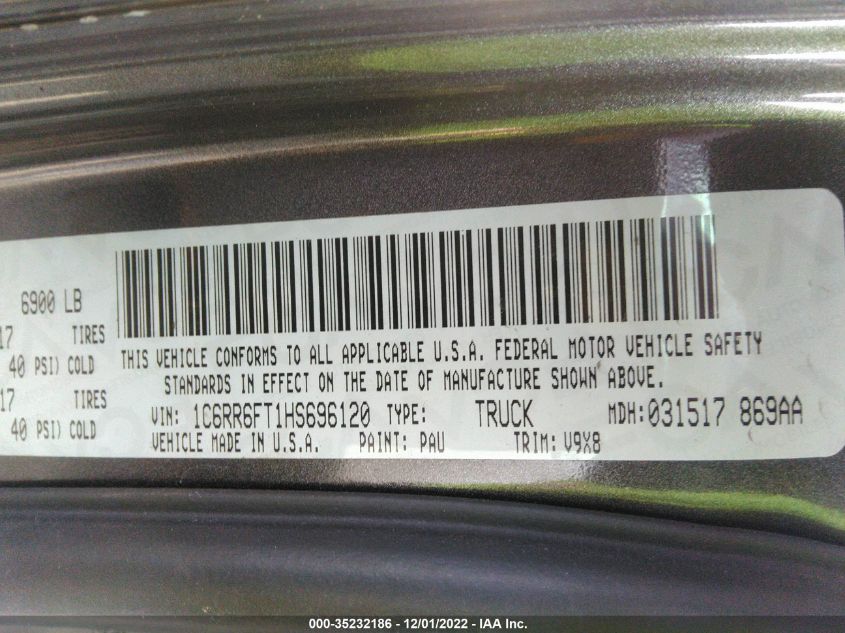 6900 LB
17 TIRES
40 PSI) COLD
17 TIRES
40 PSI) COLD
THIS VEHICLE CONFORMS TO ALL APPLICABLE U.S.A. FEDERAL MOTOR VEHICLE SAFETY
STANDARDS IN EFFECT ON THE DATE OF MANUFACTURE SHOWN ABOVE.
VIN: 1C6RR6FT1HS696120 TYPE: TRUCK MDH:031517 869AA
VEHICLE MADE IN U.S.A. PAINT: PAU TRIM: V9X8
000-35232186 - 12/01/2022 - IAA Inc.